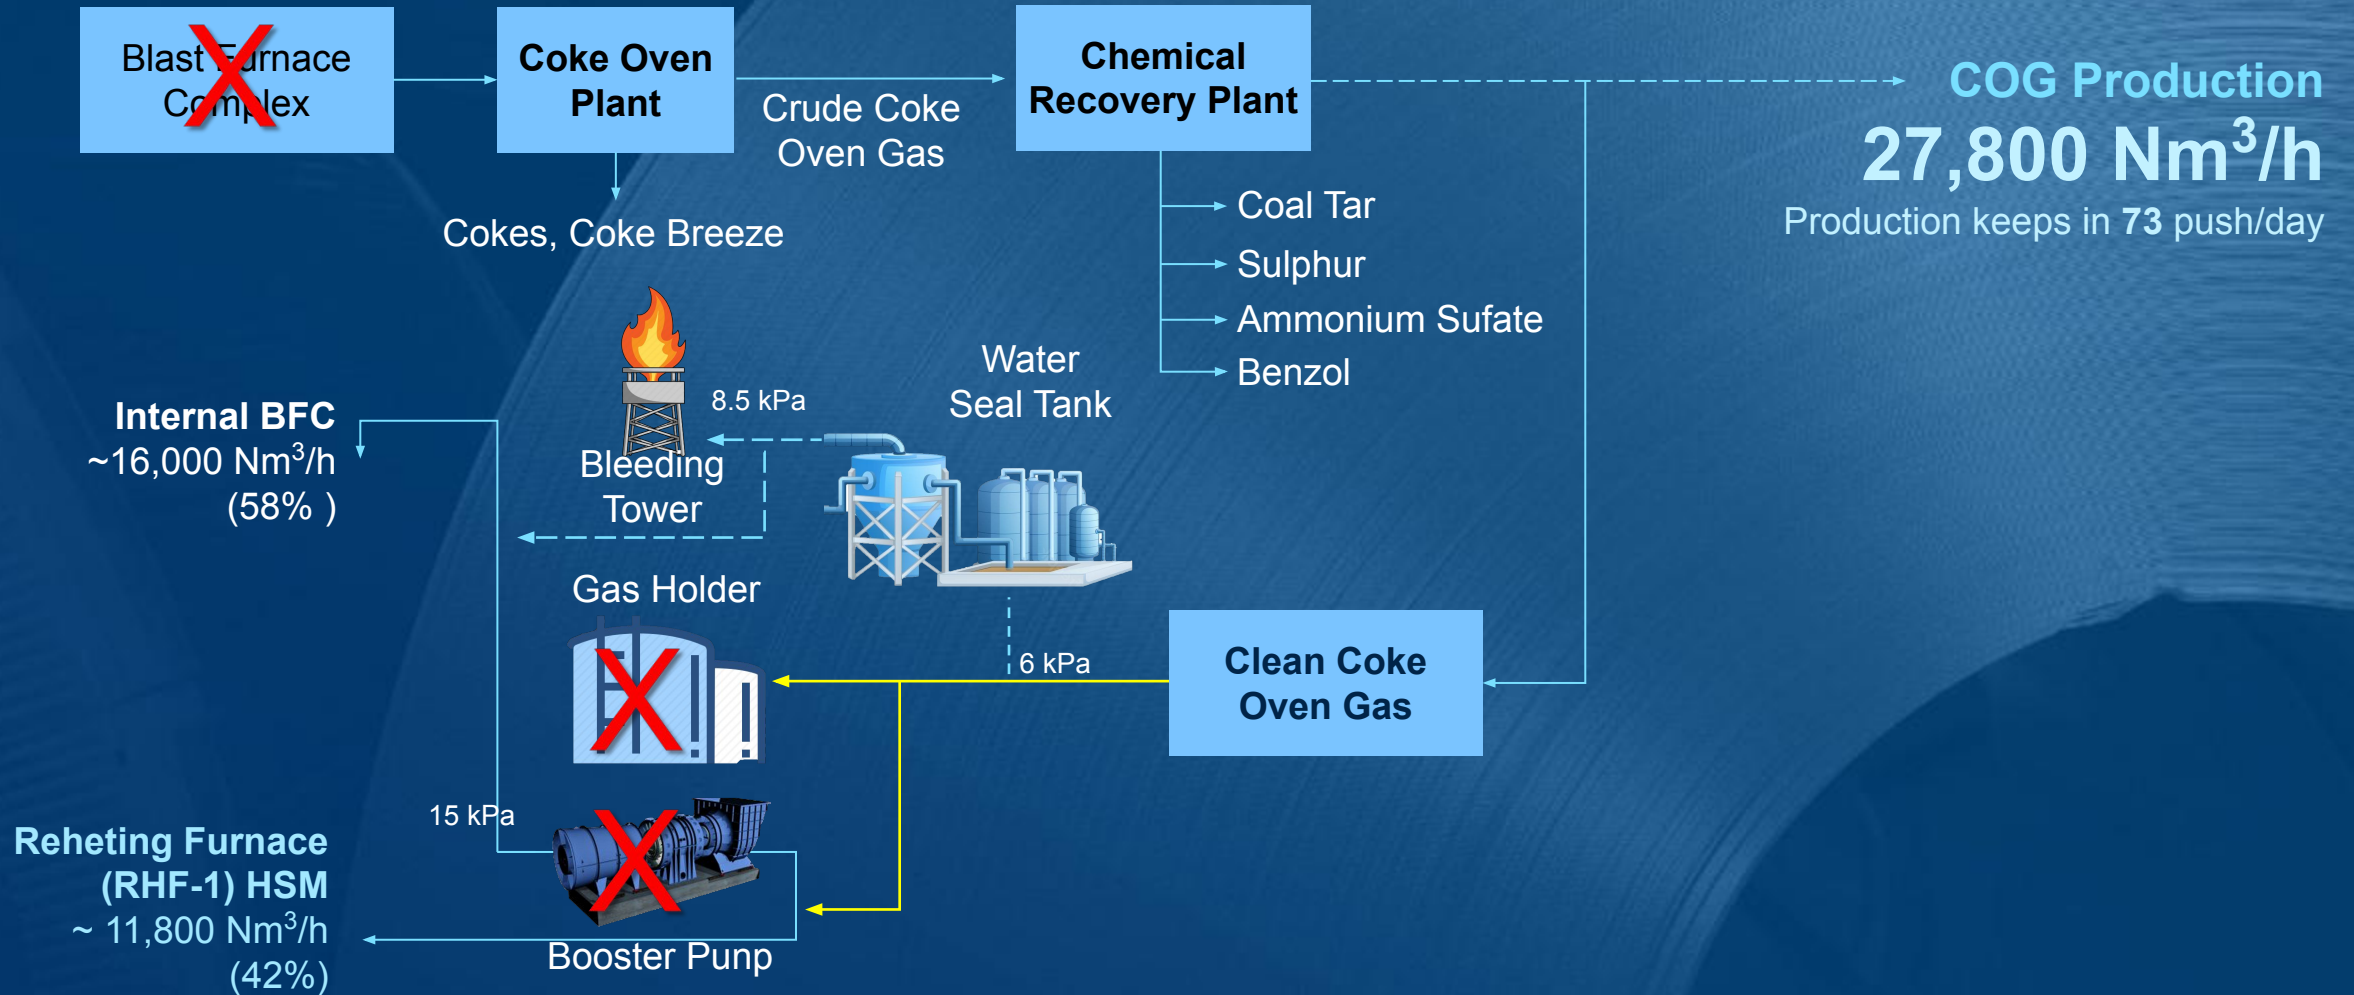 Blast Furnace
Complex
X
Coke Oven
Plant
Crude Coke
Oven Gas
Chemical
Recovery Plant
COG Production
27,800 Nm³/h
Production keeps in 73 push/day
Cokes, Coke Breeze
Coal Tar
Sulphur
Ammonium Sufate
Benzol
Water
Seal Tank
8.5 kPa
Bleeding
Tower
Internal BFC
~16,000 Nm³/h
(58% )
Gas Holder
X
6 kPa
Clean Coke
Oven Gas
15 kPa
X
Booster Punp
Reheting Furnace
(RHF-1) HSM
~ 11,800 Nm³/h
(42%)